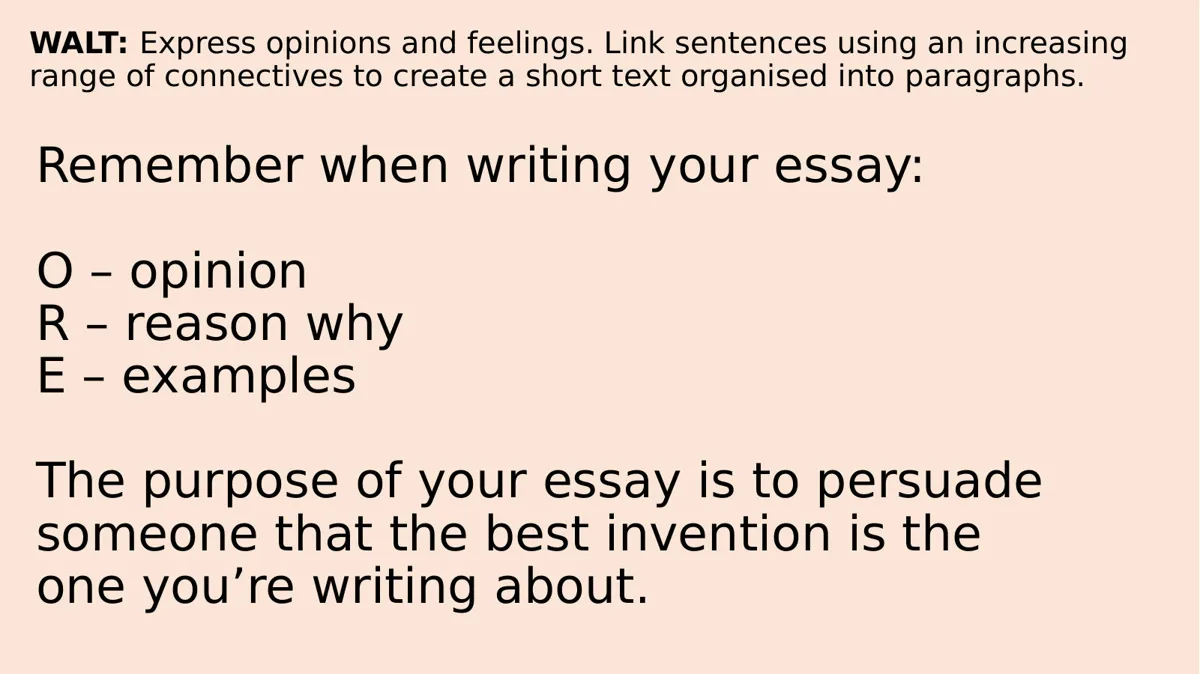 WALT: Express opinions and feelings. Link sentences using an increasing
range of connectives to create a short text organised into paragraphs.
Remember when writing your essay:
O – opinion
R – reason why
E – examples
The purpose of your essay is to persuade
someone that the best invention is the
one you’re writing about.